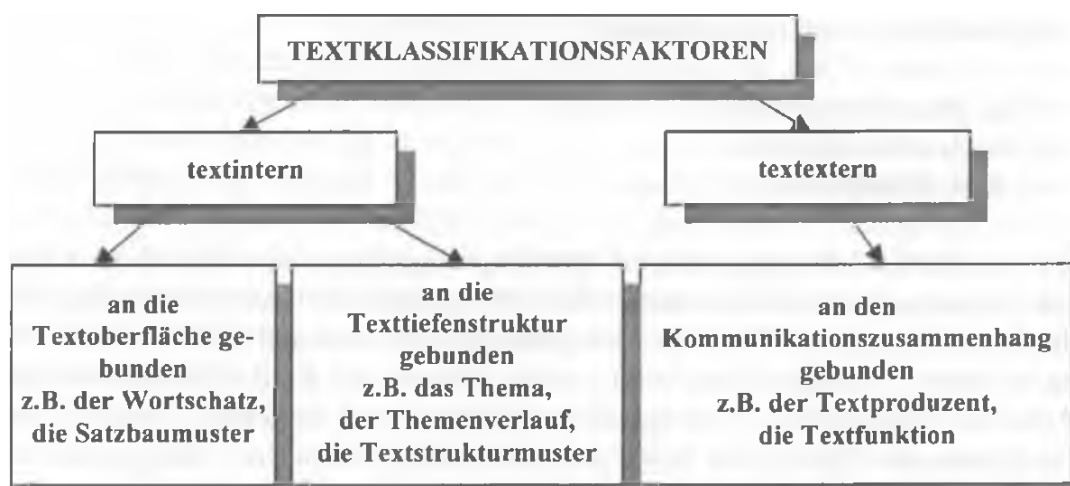 TEXTKLASSIFIKATIONSFAKTOREN
textintern
textextern
an die
Textoberfläche ge-
bunden
z.B. der Wortschatz,
die Satzbaumuster
an die
Texttiefenstruktur
gebunden
z.B. das Thema,
der Themenverlauf,
die Textstrukturmuster
an den
Kommunikationszusammenhang
gebunden
z.B. der Textproduzent,
die Textfunktion